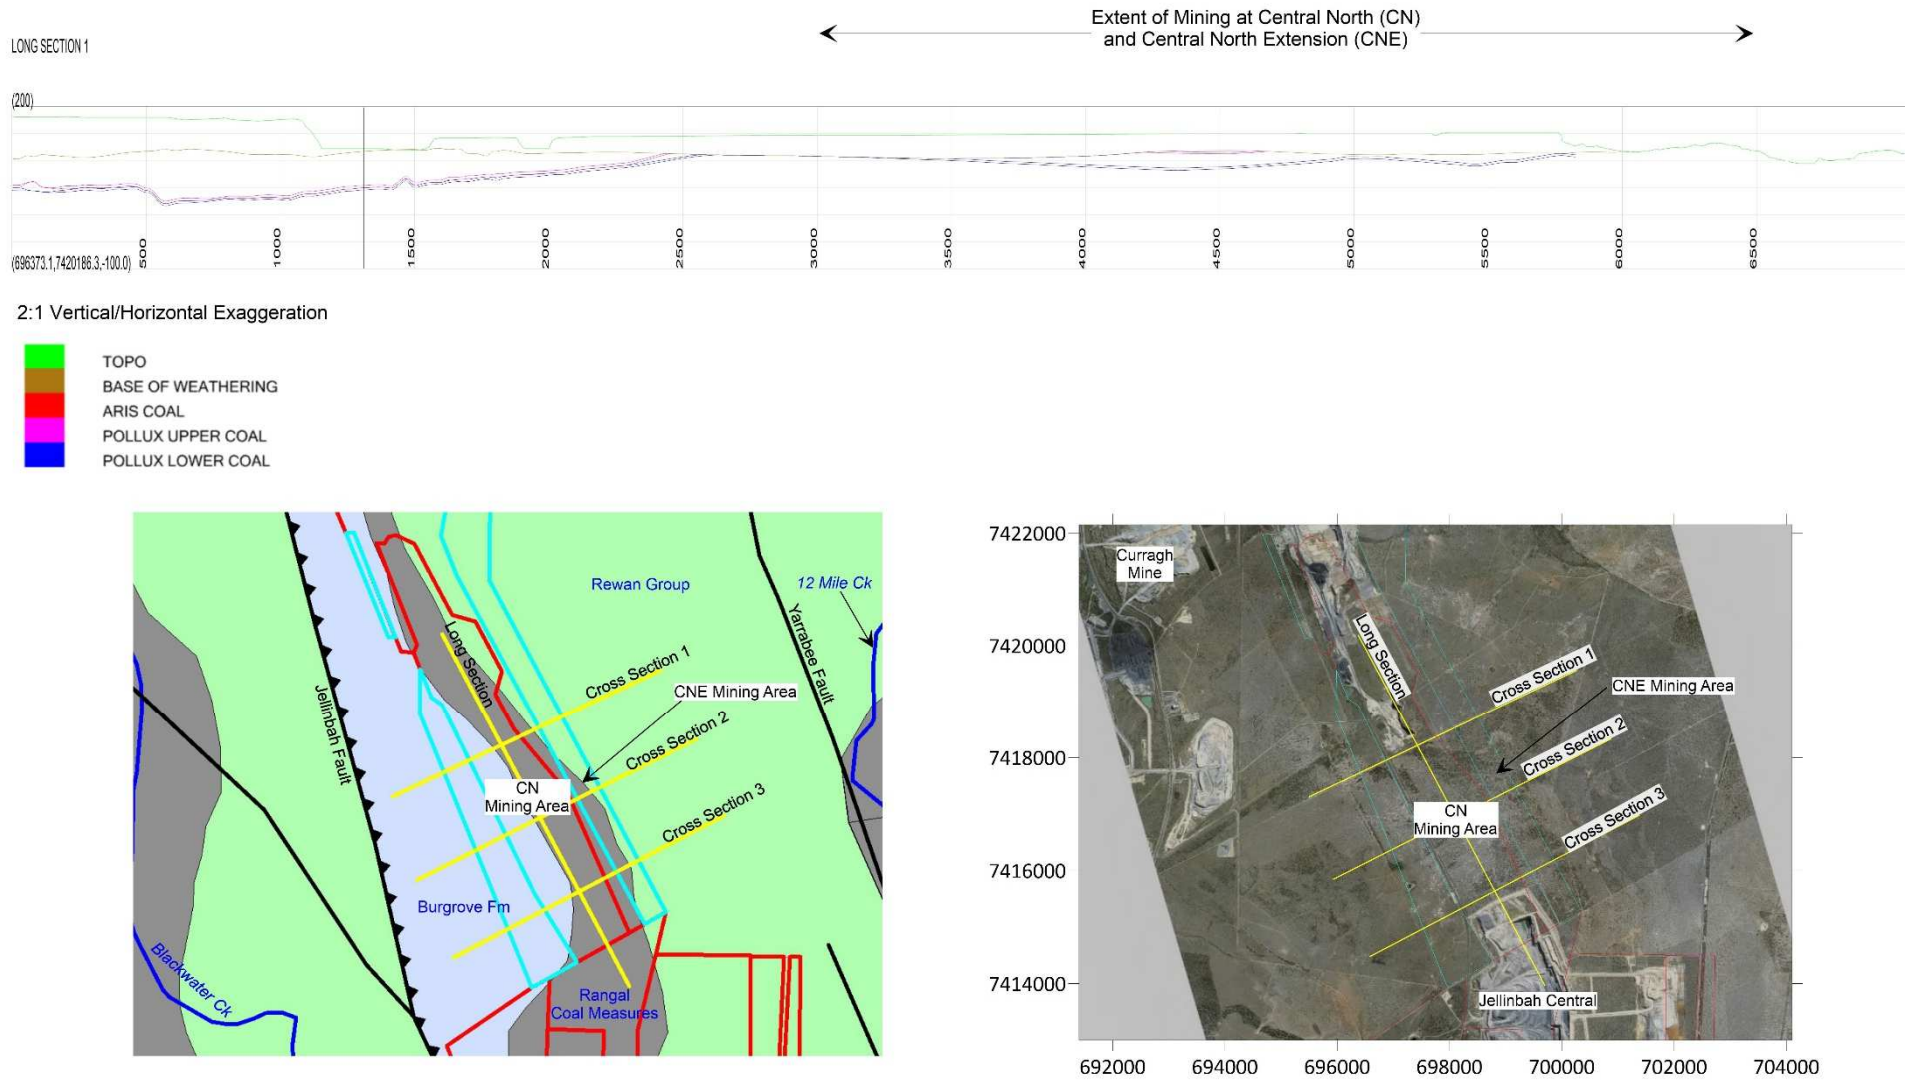 Extent of Mining at Central North (CN)
and Central North Extension (CNE)
LONG SECTION 1
(200)
(696373.1,7420186.3,-100.0)
500
1000
1500
2000
2500
3000
3500
4000
4500
5000
5500
6000
6500
2:1 Vertical/Horizontal Exaggeration
TOPO
BASE OF WEATHERING
ARIS COAL
POLLUX UPPER COAL
POLLUX LOWER COAL
Rewan Group
12 Mile Ck
Yarrabee Fault
Long Section
Cross Section 1
CNE Mining Area
Cross Section 2
Jellinbah Fault
CN
Mining Area
Cross Section 3
Burgrove Fm
Blackwater Ck
Rangal
Coal Measures
7422000
7420000
7418000
7416000
7414000
Curragh
Mine
Long Section
Cross Section 1
CNE Mining Area
Cross Section 2
Cross Section 3
CN
Mining Area
Jellinbah Central
692000
694000
696000
698000
700000
702000
704000